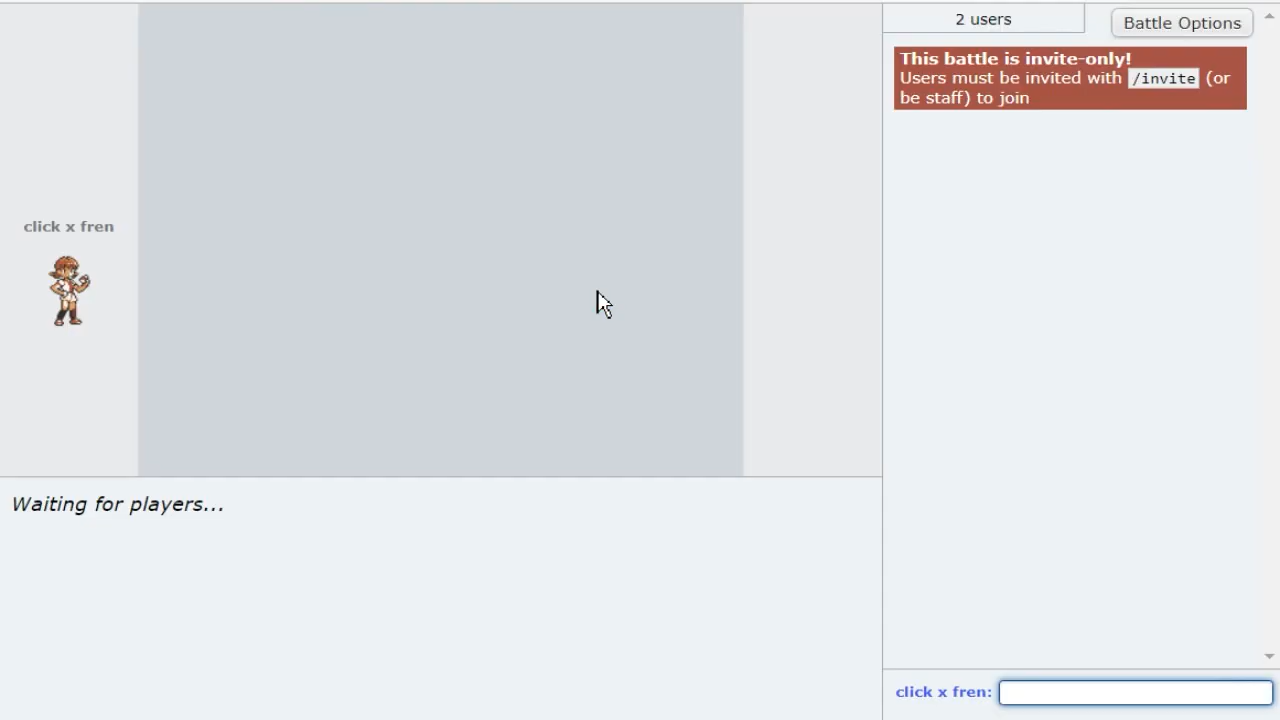 2 users
Battle Options
This battle is invite-only!
Users must be invited with /invite (or
be staff) to join
click x fren
Waiting for players...
click x fren: